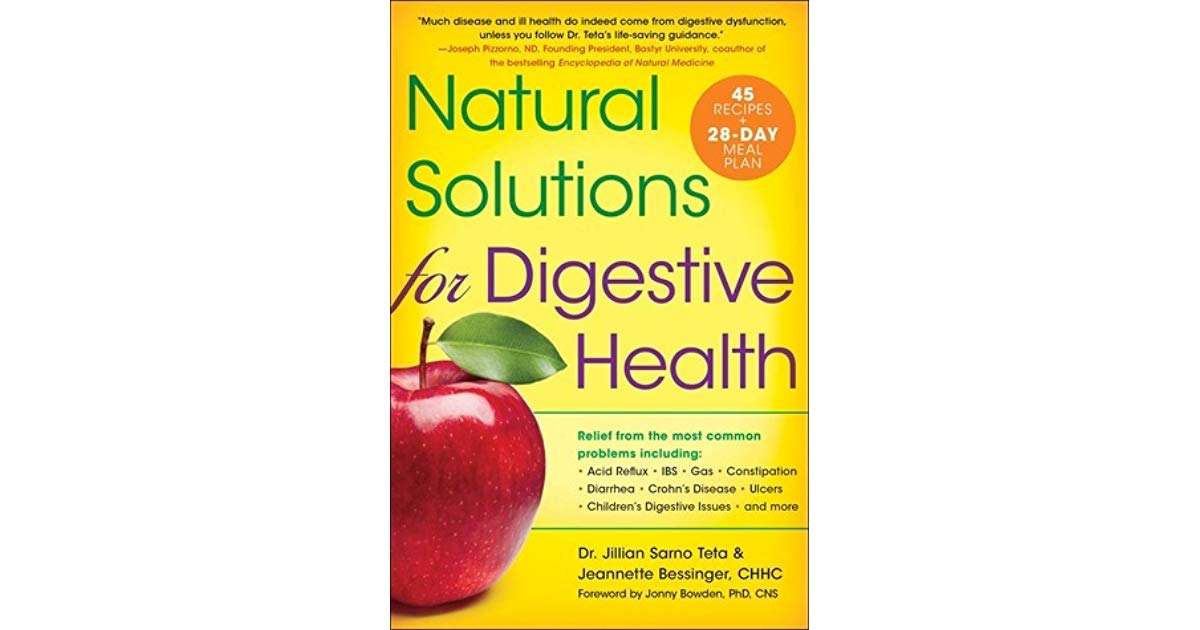 "Much disease and ill health do indeed come from digestive dysfunction,
unless you follow Dr. Teta's life-saving guidance."
—Joseph Pizzorno, ND, Founding President, Bastyr University, coauthor of
the bestselling Encyclopedia of Natural Medicine
Natural
Solutions
for Digestive
Health
45
RECIPES
+
28-DAY
MEAL
PLAN
Relief from the most common
problems including:
• Acid Reflux • IBS • Gas • Constipation
• Diarrhea • Crohn's Disease • Ulcers
• Children's Digestive Issues • and more
Dr. Jillian Sarno Teta &
Jeannette Bessinger, CHHC
Foreword by Jonny Bowden, PhD, CNS